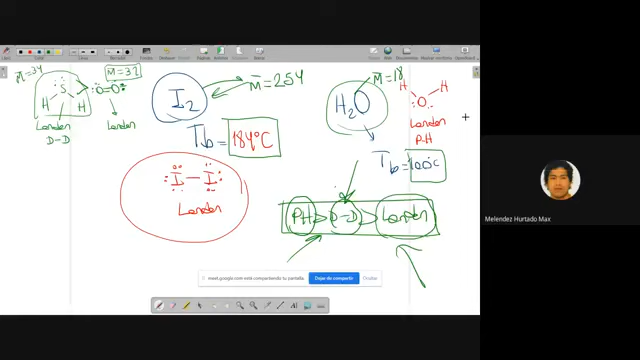 M=34
M=32
S
H H
O=O
London
D-D
London
I2
M=254
Tb = 184°C
I — I
London
M=18
H2O
H H
O
London
P-H
Tb = 100°C
PH > D-D > London
Melendez Hurtado Max
meet.google.com está compartiendo tu pantalla.
Dejar de compartir
Ocultar